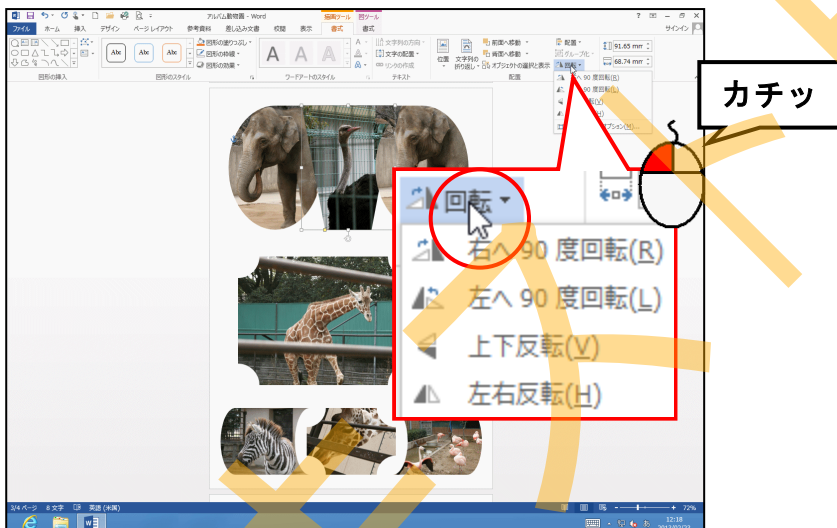 アルバム動物園 - Word
描画ツール 図ツール
ファイル ホーム 挿入 デザイン ページ レイアウト 参考資料 差し込み文書 校閲 表示 書式 書式 サインイン
図形の塗りつぶし
図形の枠線
図形の効果
Abc Abc Abc
A A A
文字列の方向
文字の配置
リンクの作成
位置 文字列の折り返し
前面へ移動
背面へ移動
オブジェクトの選択と表示
配置
グループ化
回転
91.65 mm
68.74 mm
図形の挿入 図形のスタイル ワードアートのスタイル テキスト 配置
カチッ
回転
右へ 90 度回転(R)
左へ 90 度回転(L)
上下反転(V)
左右反転(H)
3/4 ページ 8 文字 英語 (米国) 72%
12:18